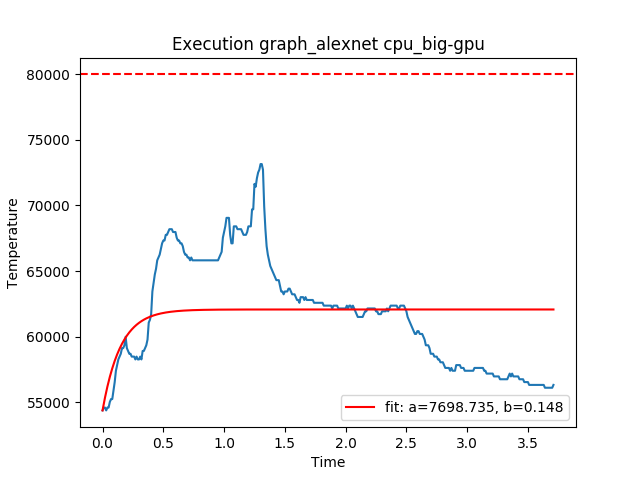 Execution graph_alexnet cpu_big-gpu
80000
75000
70000
65000
60000
55000
Temperature
0.0 0.5 1.0 1.5 2.0 2.5 3.0 3.5
Time
fit: a=7698.735, b=0.148